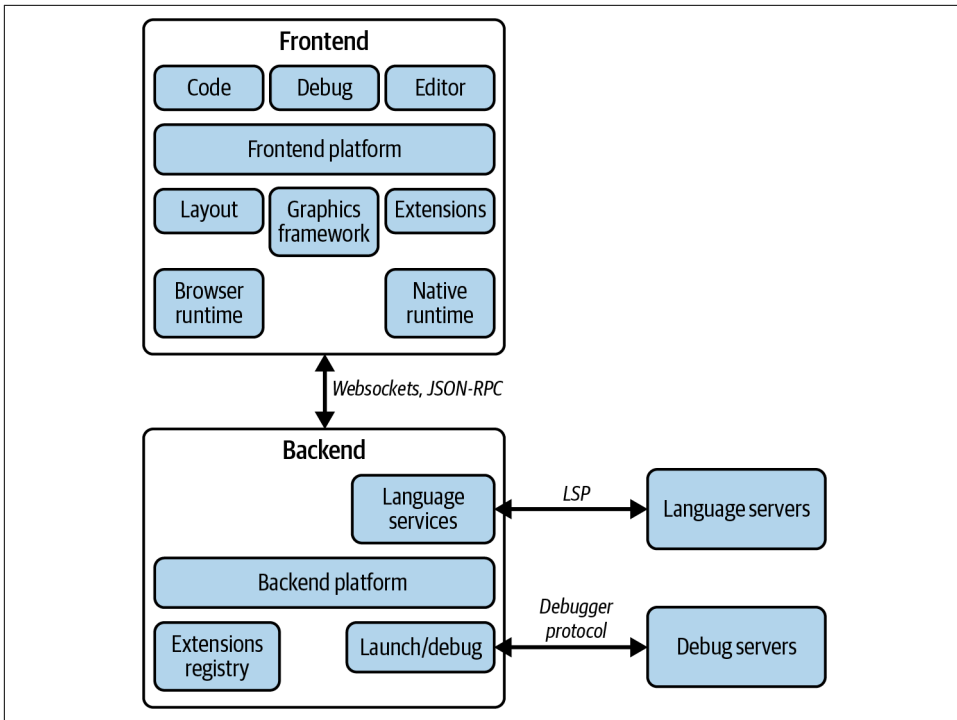 Frontend
Code
Debug
Editor
Frontend platform
Layout
Graphics
framework
Extensions
Browser
runtime
Native
runtime
Websockets, JSON-RPC
Backend
Language
services
LSP
Language servers
Backend platform
Debugger
protocol
Extensions
registry
Launch/debug
Debug servers